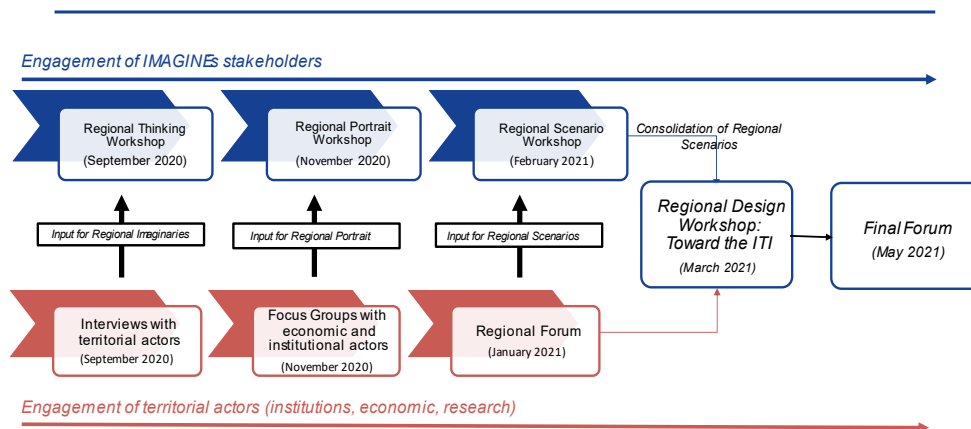 Engagement of IMAGINEs stakeholders
Regional Thinking
Workshop
(September 2020)
Regional Portrait
Workshop
(November 2020)
Regional Scenario
Workshop
(February 2021)
Consolidation of Regional
Scenarios
Input for Regional Imaginaries
Input for Regional Portrait
Input for Regional Scenarios
Regional Design
Workshop:
Toward the ITI
(March 2021)
Final Forum
(May 2021)
Interviews with
territorial actors
(September 2020)
Focus Groups with
economic and
institutional actors
(November 2020)
Regional Forum
(January 2021)
Engagement of territorial actors (institutions, economic, research)